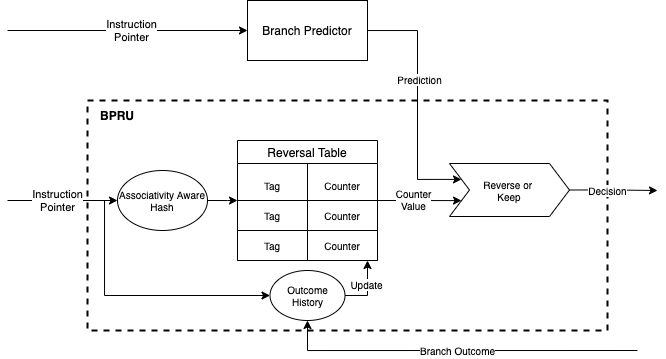 Instruction
Pointer
Branch Predictor
Prediction
BPRU
Reversal Table
Tag
Counter
Tag
Counter
Tag
Counter
Instruction
Pointer
Associativity Aware
Hash
Counter
Value
Reverse or
Keep
Decision
Outcome
History
Update
Branch Outcome